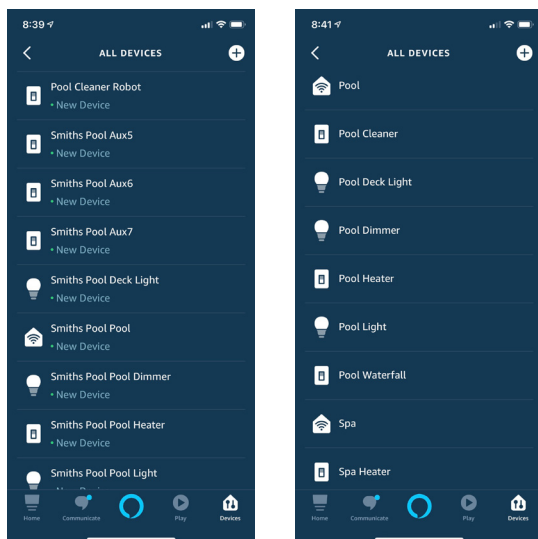 8:39
ALL DEVICES
Pool Cleaner Robot
• New Device
Smiths Pool Aux5
• New Device
Smiths Pool Aux6
• New Device
Smiths Pool Aux7
• New Device
Smiths Pool Deck Light
• New Device
Smiths Pool Pool
• New Device
Smiths Pool Pool Dimmer
• New Device
Smiths Pool Pool Heater
• New Device
Smiths Pool Pool Light
Home
Communicate
Play
Devices
8:41
ALL DEVICES
Pool
Pool Cleaner
Pool Deck Light
Pool Dimmer
Pool Heater
Pool Light
Pool Waterfall
Spa
Spa Heater
Home
Communicate
Play
Devices